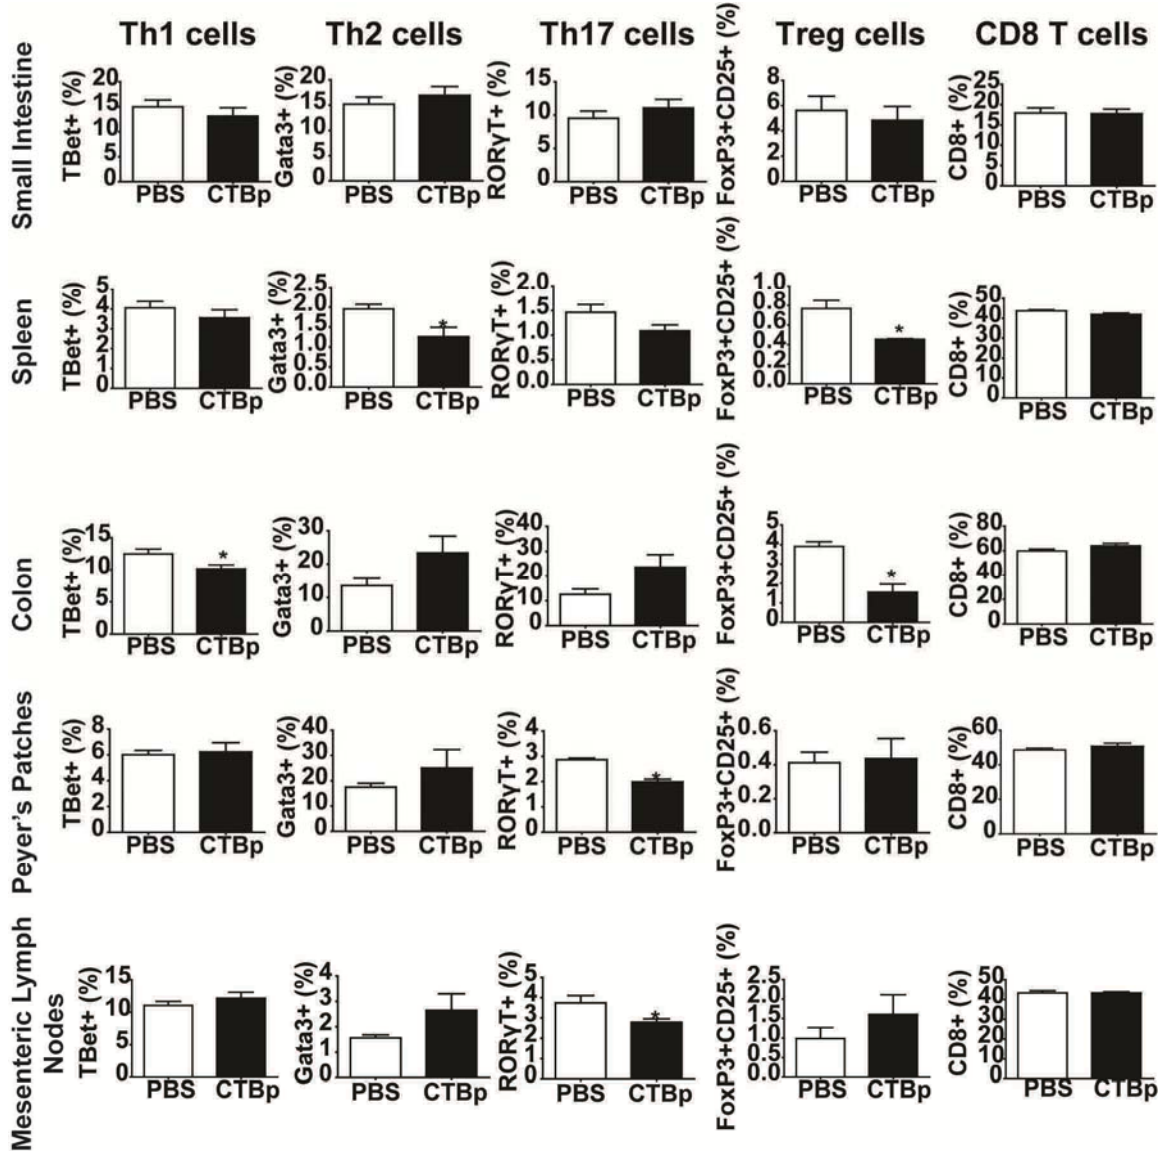 Th1 cells Th2 cells Th17 cells Treg cells CD8 T cells
Small Intestine
TBet+ (%)
20
15
10
5
0
PBS CTBp
Gata3+ (%)
20
15
10
5
0
PBS CTBp
RORγT+ (%)
15
10
5
0
PBS CTBp
FoxP3+CD25+ (%)
8
6
4
2
0
PBS CTBp
CD8+ (%)
25
20
15
10
5
0
PBS CTBp
Spleen
TBet+ (%)
5
4
3
2
1
0
PBS CTBp
Gata3+ (%)
2.5
2.0
1.5
1.0
0.5
0.0
*
PBS CTBp
RORγT+ (%)
2.0
1.5
1.0
0.5
0.0
PBS CTBp
FoxP3+CD25+ (%)
1.0
0.8
0.6
0.4
0.2
0.0
*
PBS CTBp
CD8+ (%)
50
40
30
20
10
0
PBS CTBp
Colon
TBet+ (%)
15
10
5
0
*
PBS CTBp
Gata3+ (%)
30
20
10
0
PBS CTBp
RORγT+ (%)
40
30
20
10
0
PBS CTBp
FoxP3+CD25+ (%)
5
4
3
2
1
0
*
PBS CTBp
CD8+ (%)
80
60
40
20
0
PBS CTBp
Peyer's Patches
TBet+ (%)
8
6
4
2
0
PBS CTBp
Gata3+ (%)
40
30
20
10
0
PBS CTBp
RORγT+ (%)
4
3
2
1
0
*
PBS CTBp
FoxP3+CD25+ (%)
0.6
0.4
0.2
0.0
PBS CTBp
CD8+ (%)
60
40
20
0
PBS CTBp
Mesenteric Lymph
Nodes
TBet+ (%)
15
10
5
0
PBS CTBp
Gata3+ (%)
4
3
2
1
0
PBS CTBp
RORγT+ (%)
5
4
3
2
1
0
*
PBS CTBp
FoxP3+CD25+ (%)
2.5
2.0
1.5
1.0
0.5
0.0
PBS CTBp
CD8+ (%)
50
40
30
20
10
0
PBS CTBp